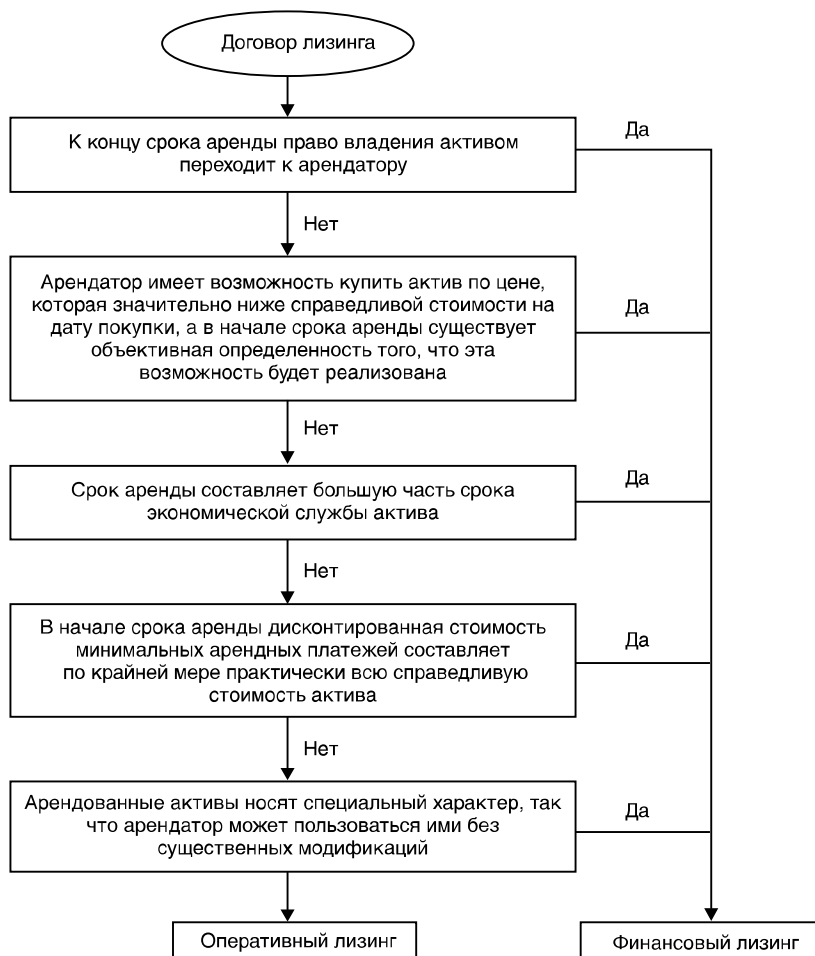 Договор лизинга
К концу срока аренды право владения активом
переходит к арендатору
Да
Нет
Арендатор имеет возможность купить актив по цене,
которая значительно ниже справедливой стоимости на
дату покупки, а в начале срока аренды существует
объективная определенность того, что эта
возможность будет реализована
Да
Нет
Срок аренды составляет большую часть срока
экономической службы актива
Да
Нет
В начале срока аренды дисконтированная стоимость
минимальных арендных платежей составляет
по крайней мере практически всю справедливую
стоимость актива
Да
Нет
Арендованные активы носят специальный характер, так
что арендатор может пользоваться ими без
существенных модификаций
Да
Оперативный лизинг
Финансовый лизинг